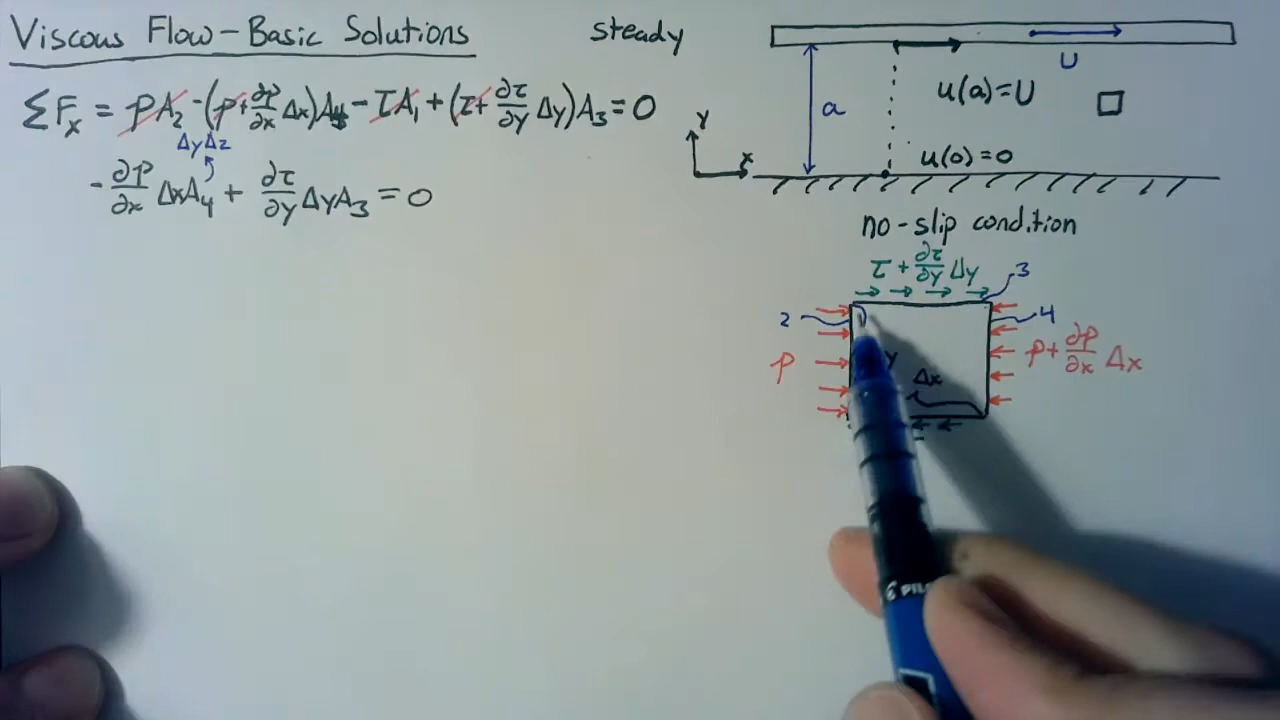 Viscous Flow - Basic Solutions
steady
ΣFₓ = pA₂ - (p + ∂p/∂x Δx)A₄ - τA₁ + (τ + ∂τ/∂y Δy)A₃ = 0
ΔyΔz
- ∂p/∂x ΔxA₄ + ∂τ/∂y ΔyA₃ = 0
U
u(a) = U
a
y
x
u(0) = 0
no-slip condition
τ + ∂τ/∂y Δy
3
2
4
p
p + ∂p/∂x Δx
y
Δx
PIL